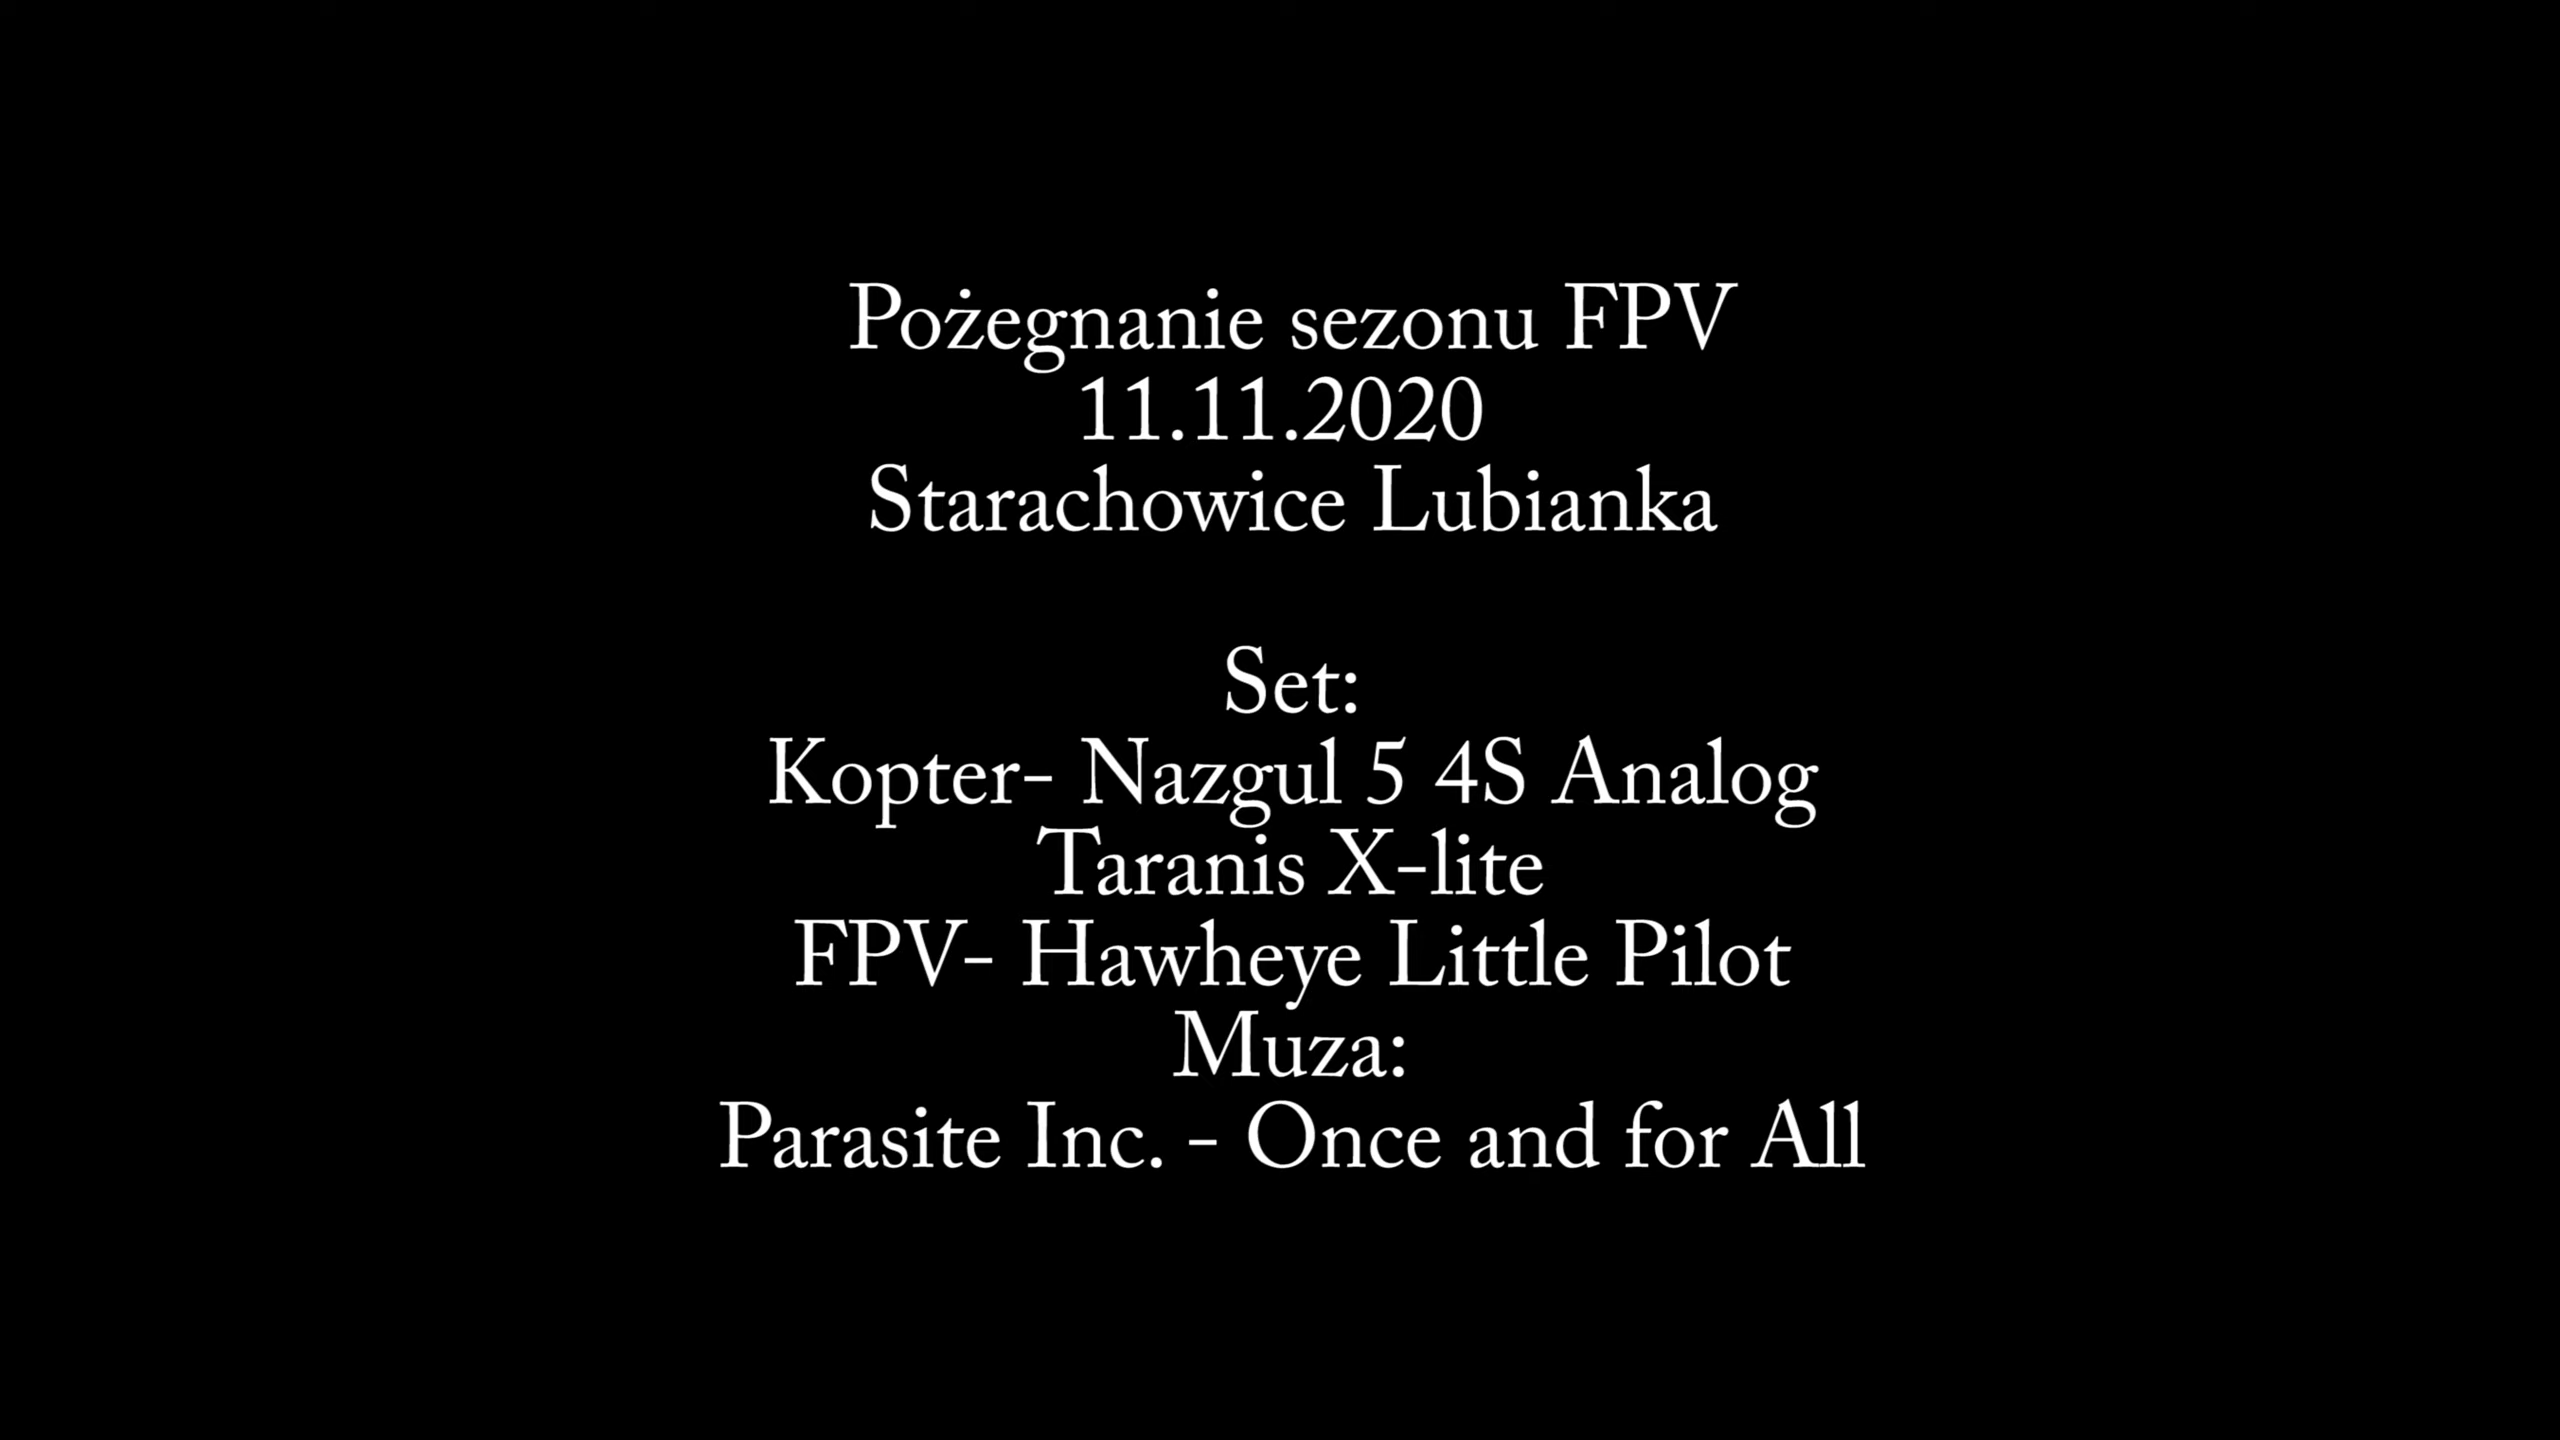 Pożegnanie sezonu FPV
11.11.2020
Starachowice Lubianka
Set:
Kopter- Nazgul 5 4S Analog
Taranis X-lite
FPV- Hawheye Little Pilot
Muza:
Parasite Inc. - Once and for All